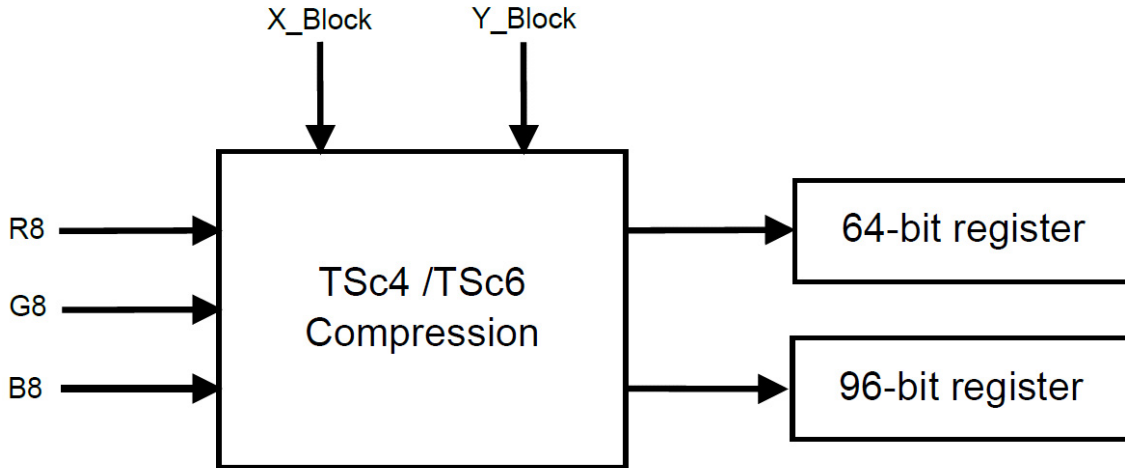 X_Block
Y_Block
R8
G8
B8
TSc4 /TSc6
Compression
64-bit register
96-bit register